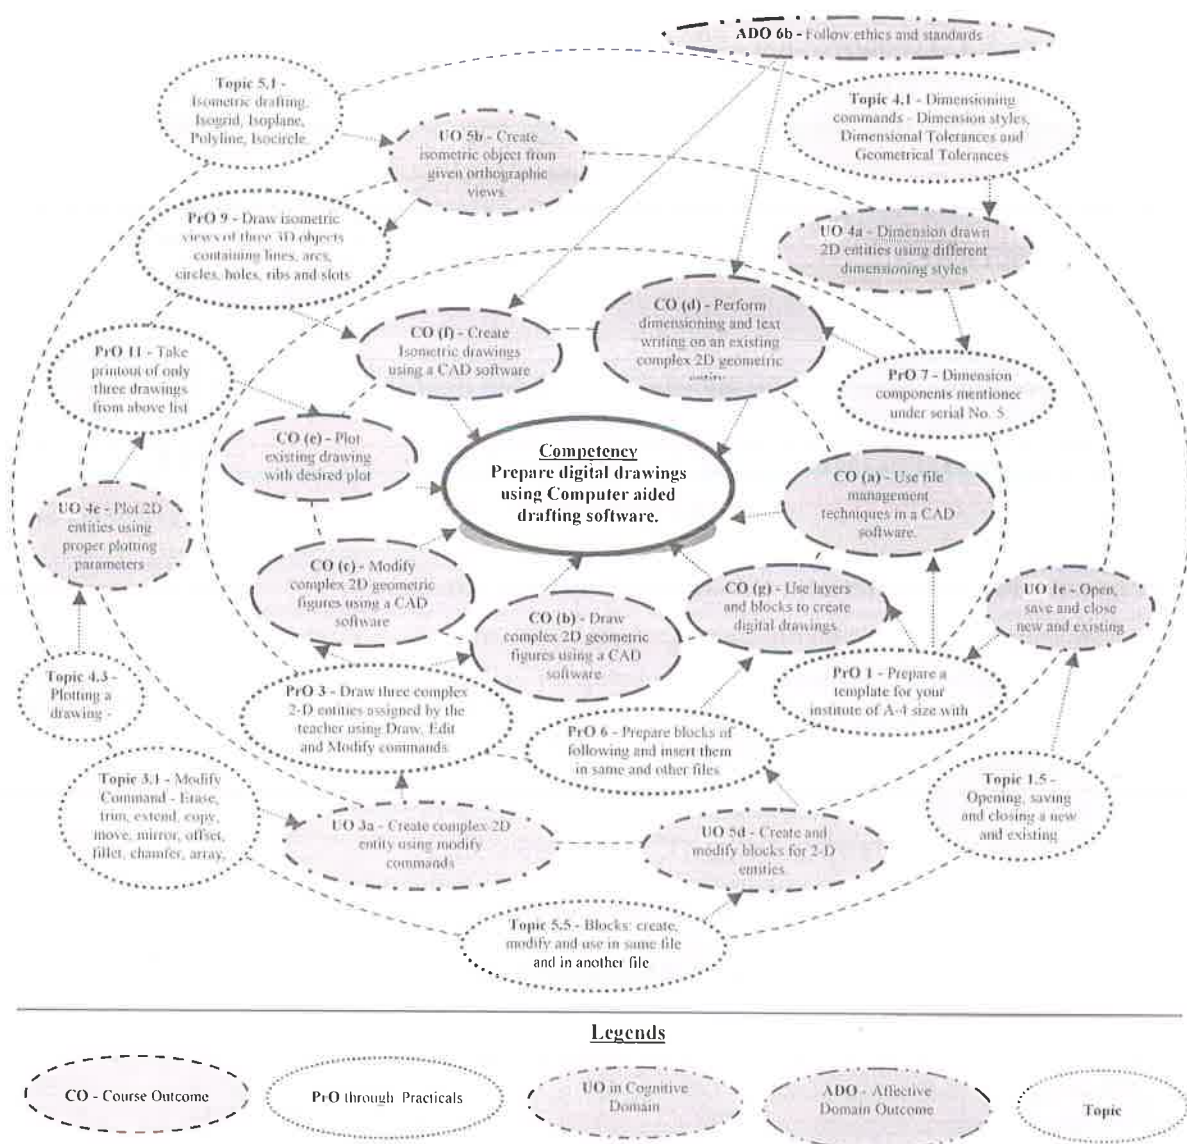 ADO 6b - Follow ethics and standards
Topic 5.1 -
Isometric drafting,
Isogrid, Isoplane,
Polyline, Isocircle.
UO 5b - Create
isometric object from
given orthographic
views.
Topic 4.1 - Dimensioning
commands - Dimension styles,
Dimensional Tolerances and
Geometrical Tolerances
PrO 9 - Draw isometric
views of three 3D objects
containing lines, arcs,
circles, holes, ribs and slots
UO 4a - Dimension drawn
2D entities using different
dimensioning styles
CO (f) - Create
Isometric drawings
using a CAD software
CO (d) - Perform
dimensioning and text
writing on an existing
complex 2D geometric
PrO 11 - Take
printout of only
three drawings
from above list
PrO 7 - Dimension
components mentione
under serial No. 5
CO (e) - Plot
existing drawing
with desired plot
Competency
Prepare digital drawings
using Computer aided
drafting software.
CO (a) - Use file
management
techniques in a CAD
software.
UO 4e - Plot 2D
entities using
proper plotting
parameters
CO (c) - Modify
complex 2D geometric
figures using a CAD
software
CO (b) - Draw
complex 2D geometric
figures using a CAD
software
CO (g) - Use layers
and blocks to create
digital drawings
UO 1e - Open,
save and close
new and existing
Topic 4.3 -
Plotting a
drawing -
PrO 3 - Draw three complex
2-D entities assigned by the
teacher using Draw, Edit
and Modify commands
PrO 6 - Prepare blocks of
following and insert them
in same and other files
PrO 1 - Prepare a
template for your
institute of A-4 size with
Topic 3.1 - Modify
Command - Erase,
trim, extend, copy,
move, mirror, offset,
fillet, chamfer, array,
UO 3a - Create complex 2D
entity using modify
commands
UO 5d - Create and
modify blocks for 2-D
entities.
Topic 1.5 -
Opening, saving
and closing a new
and existing
Topic 5.5 - Blocks: create,
modify and use in same file
and in another file
Legends
CO - Course Outcome
PrO through Practicals
UO in Cognitive
Domain
ADO - Affective
Domain Outcome
Topic